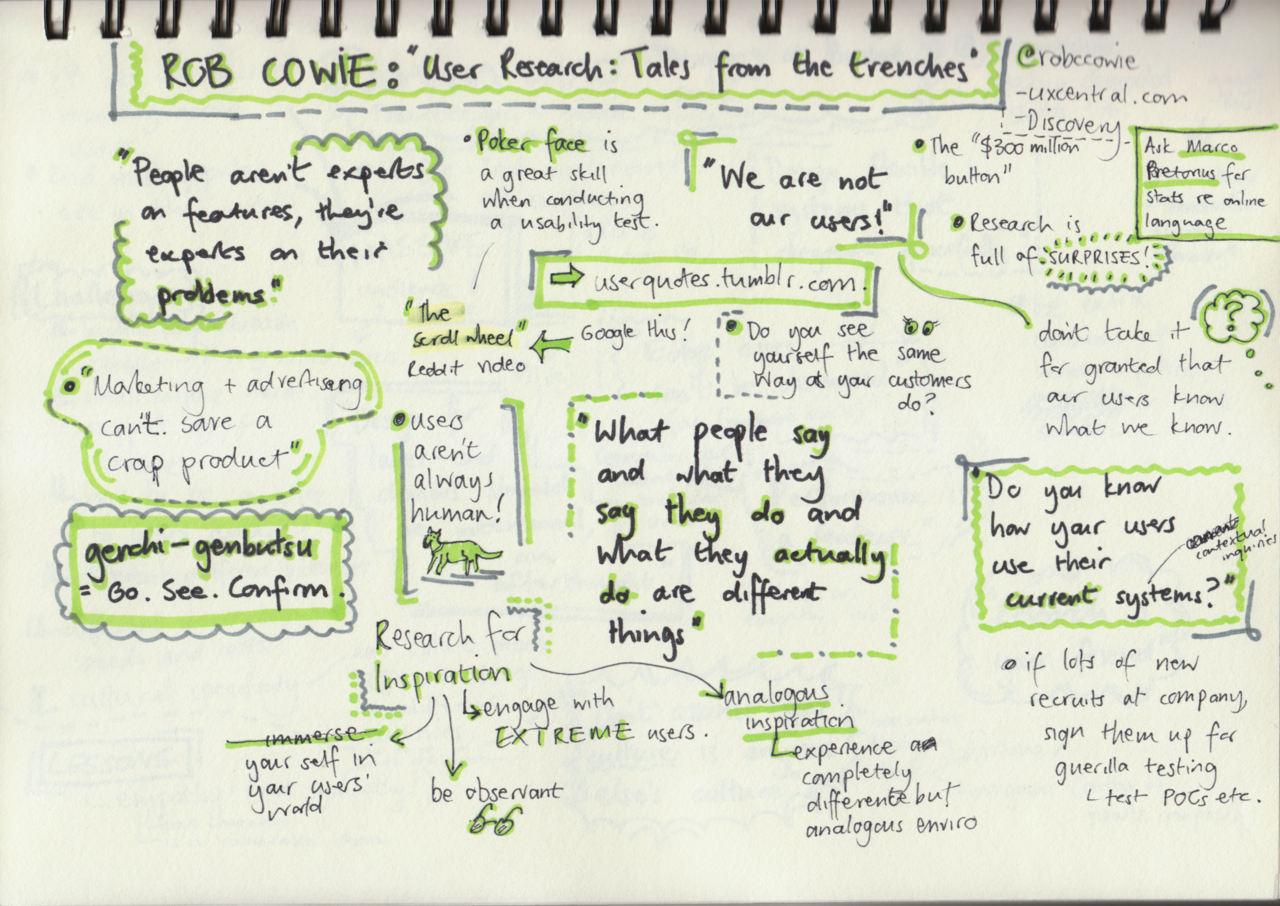 ROB COWIE: "User Research: Tales from the trenches"
@robccowie
-uxcentral.com
-Discovery
"People aren't experts
on features, they're
experts on their
problems."
• Poker face is
a great skill
when conducting
a usability test.
"We are not
our users!"
• The "$300 million
button"
Ask Marco
for
stats re online
language
• Research is
full of SURPRISES!
→ userquotes.tumblr.com.
"The
scroll wheel"
Reddit video
← Google this!
• Do you see
yourself the same
way as your customers
do?
don't take it
for granted that
our users know
what we know.
?
• "Marketing + advertising
can't. save a
crap product"
• users
aren't
always
human!
"What people say
and what they
say they do and
what they actually
do are different
things"
"Do you know
how your users
use their
current systems?"
contextual
inquiries
genchi-genbutsu
= Go. See. Confirm.
Research for
Inspiration
immerse
your self in
your users'
world
be observant
↳ engage with
EXTREME users.
analogous
inspiration
experience a
completely
different but
analogous enviro
• if lots of new
recruits at company,
sign them up for
guerilla testing
└ test POCs etc.